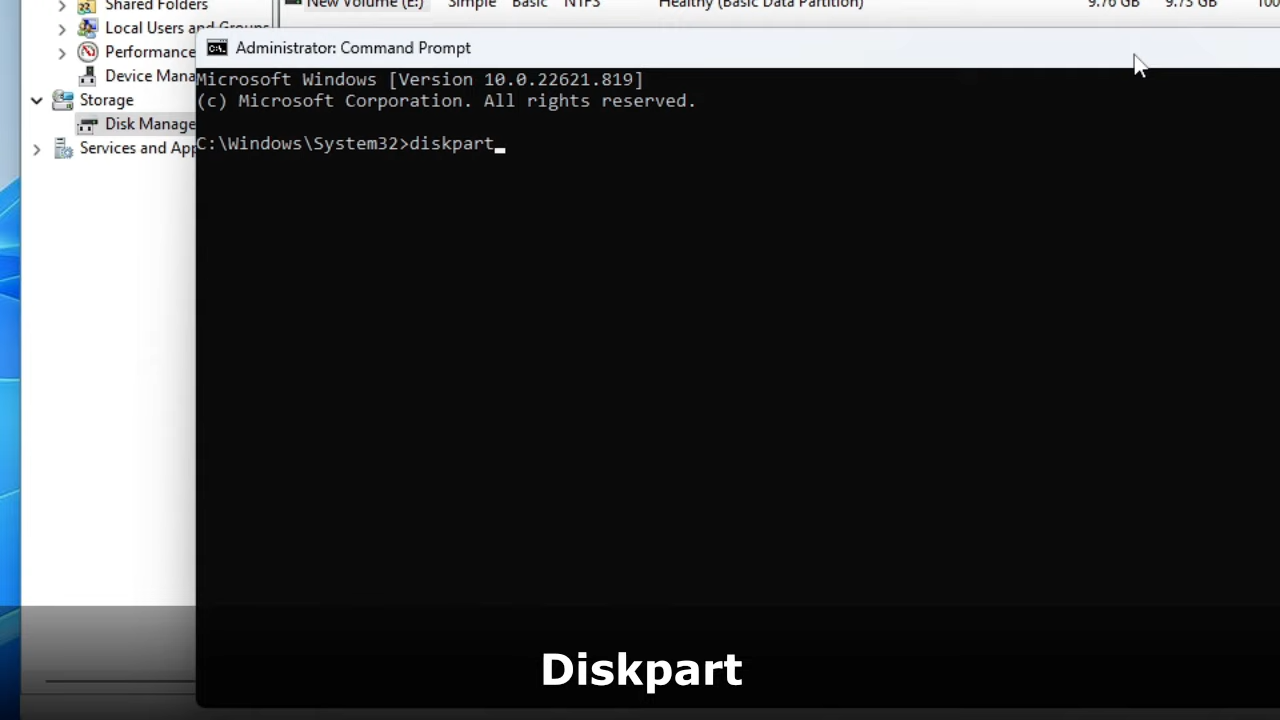 Shared Folders
New Volume (E:) Simple Basic NTFS Healthy (Basic Data Partition) 9.76 GB 9.73 GB 100
Local Users and Groups
Performance
Device Mana
Storage
Disk Manage
Services and App
Administrator: Command Prompt
Microsoft Windows [Version 10.0.22621.819]
(c) Microsoft Corporation. All rights reserved.
C:\Windows\System32>diskpart
Diskpart